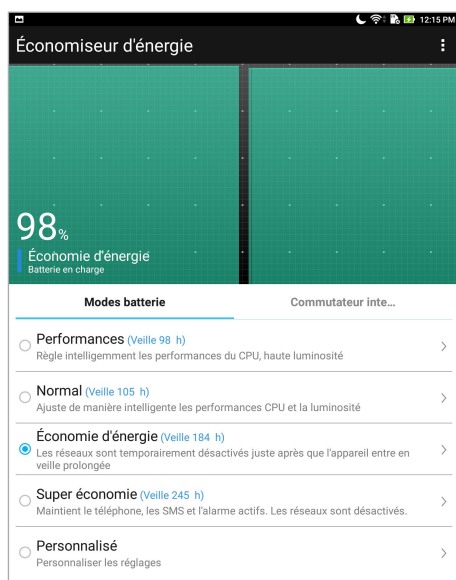 12:15 PM
Économiseur d'énergie
98%
Économie d'énergie
Batterie en charge
Modes batterie
Commutateur inte...
Performances (Veille 98 h)
Règle intelligemment les performances du CPU, haute luminosité
Normal (Veille 105 h)
Ajuste de manière intelligente les performances CPU et la luminosité
Économie d'énergie (Veille 184 h)
Les réseaux sont temporairement désactivés juste après que l'appareil entre en
veille prolongée
Super économie (Veille 245 h)
Maintient le téléphone, les SMS et l'alarme actifs. Les réseaux sont désactivés.
Personnalisé
Personnaliser les réglages